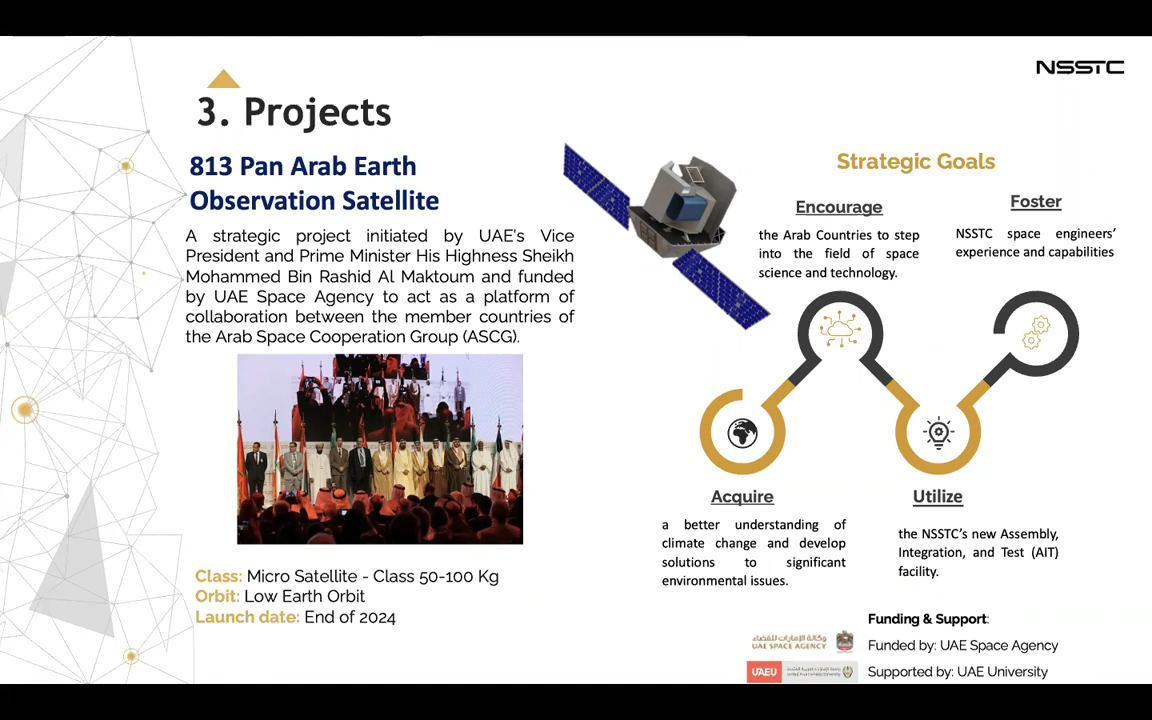 NSSTC
3. Projects
813 Pan Arab Earth
Observation Satellite
A strategic project initiated by UAE's Vice
President and Prime Minister His Highness Sheikh
Mohammed Bin Rashid Al Maktoum and funded
by UAE Space Agency to act as a platform of
collaboration between the member countries of
the Arab Space Cooperation Group (ASCG).
Class: Micro Satellite - Class 50-100 Kg
Orbit: Low Earth Orbit
Launch date: End of 2024
Strategic Goals
Encourage
the Arab Countries to step
into the field of space
science and technology.
Foster
NSSTC space engineers'
experience and capabilities
Acquire
a better understanding of
climate change and develop
solutions to significant
environmental issues.
Utilize
the NSSTC's new Assembly,
Integration, and Test (AIT)
facility.
Funding & Support:
وكالة الإمارات للفضاء
UAE SPACE AGENCY
Funded by: UAE Space Agency
UAEU
Supported by: UAE University